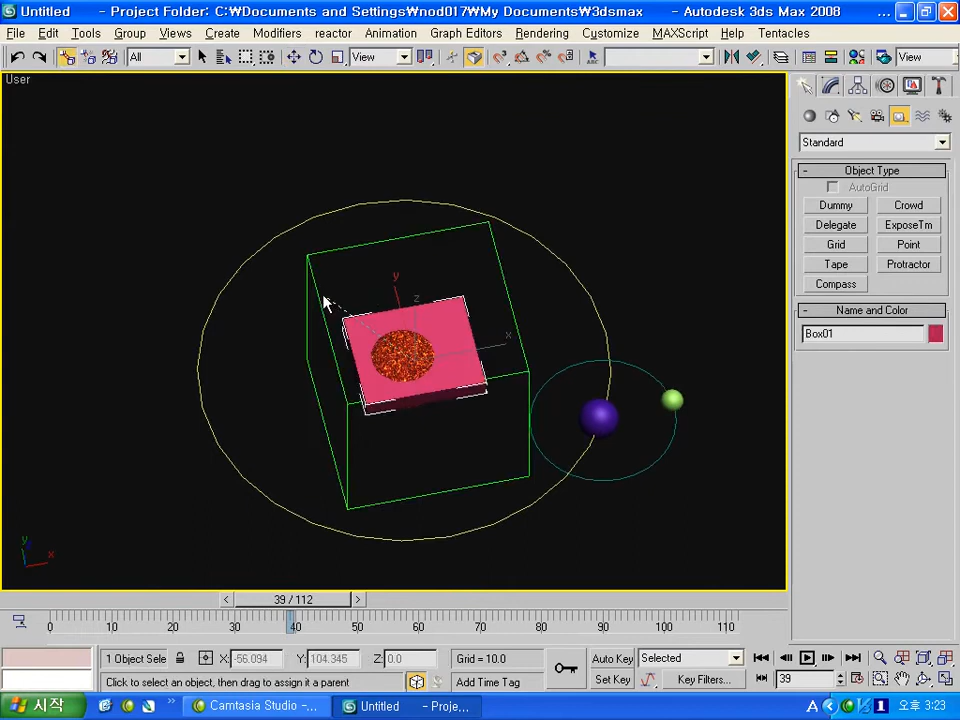 Untitled - Project Folder: C:₩Documents and Settings₩nod017₩My Documents₩3dsmax - Autodesk 3ds Max 2008 ...
File Edit Tools Group Views Create Modifiers reactor Animation Graph Editors Rendering Customize MAXScript Help Tentacles
All View View
User
Standard
- Object Type
AutoGrid
Dummy Crowd
Delegate ExposeTm
Grid Point
Tape Protractor
Compass
- Name and Color
Box01
y
z
x
y
x
< 39 / 112 >
0 10 20 30 40 50 60 70 80 90 100 110
1 Object Sele X: -56.094 Y: 104.345 Z: 0.0 Grid = 10.0 Auto Key Selected
Click to select an object, then drag to assign it a parent Add Time Tag Set Key Key Filters... 39
시작 Camtasia Studio - ... Untitled - Proje... A 오후 3:23